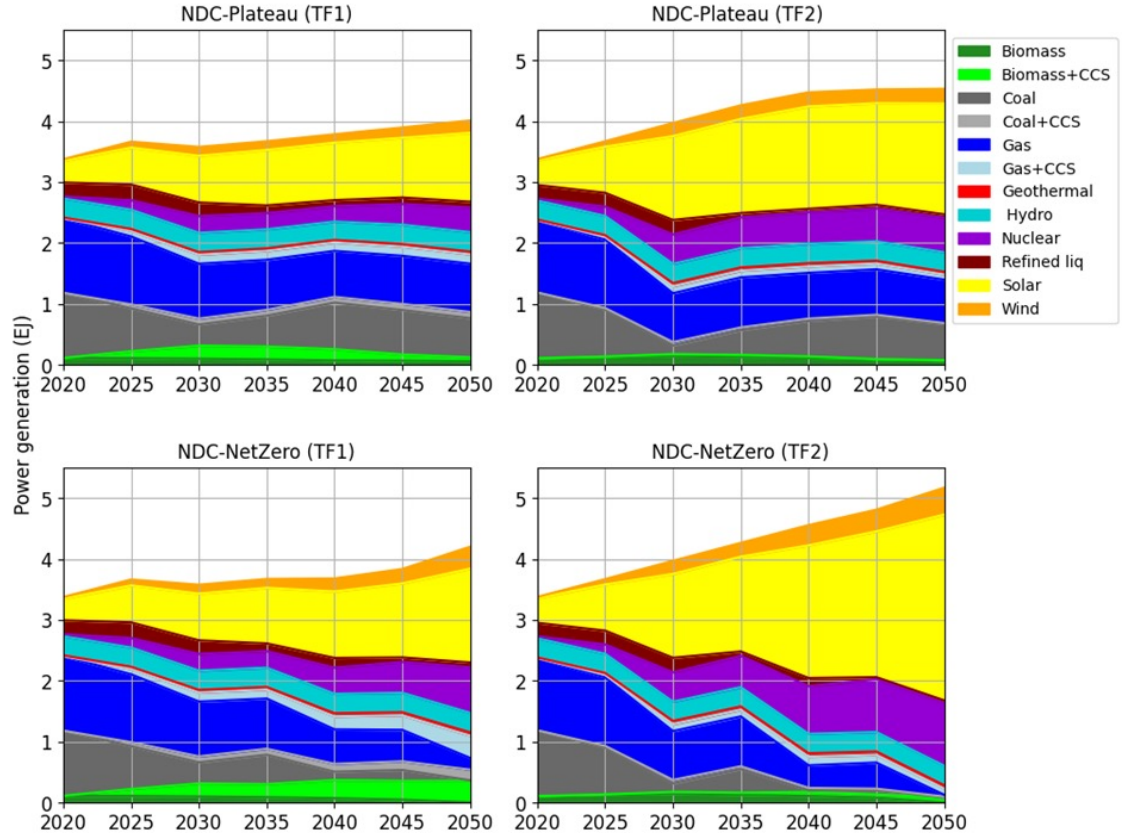 NDC-Plateau (TF1)
NDC-Plateau (TF2)
5
4
3
2
1
0
2020 2025 2030 2035 2040 2045 2050
5
4
3
2
1
0
2020 2025 2030 2035 2040 2045 2050
Biomass
Biomass+CCS
Coal
Coal+CCS
Gas
Gas+CCS
Geothermal
Hydro
Nuclear
Refined liq
Solar
Wind
Power generation (EJ)
NDC-NetZero (TF1)
NDC-NetZero (TF2)
5
4
3
2
1
0
2020 2025 2030 2035 2040 2045 2050
5
4
3
2
1
0
2020 2025 2030 2035 2040 2045 2050